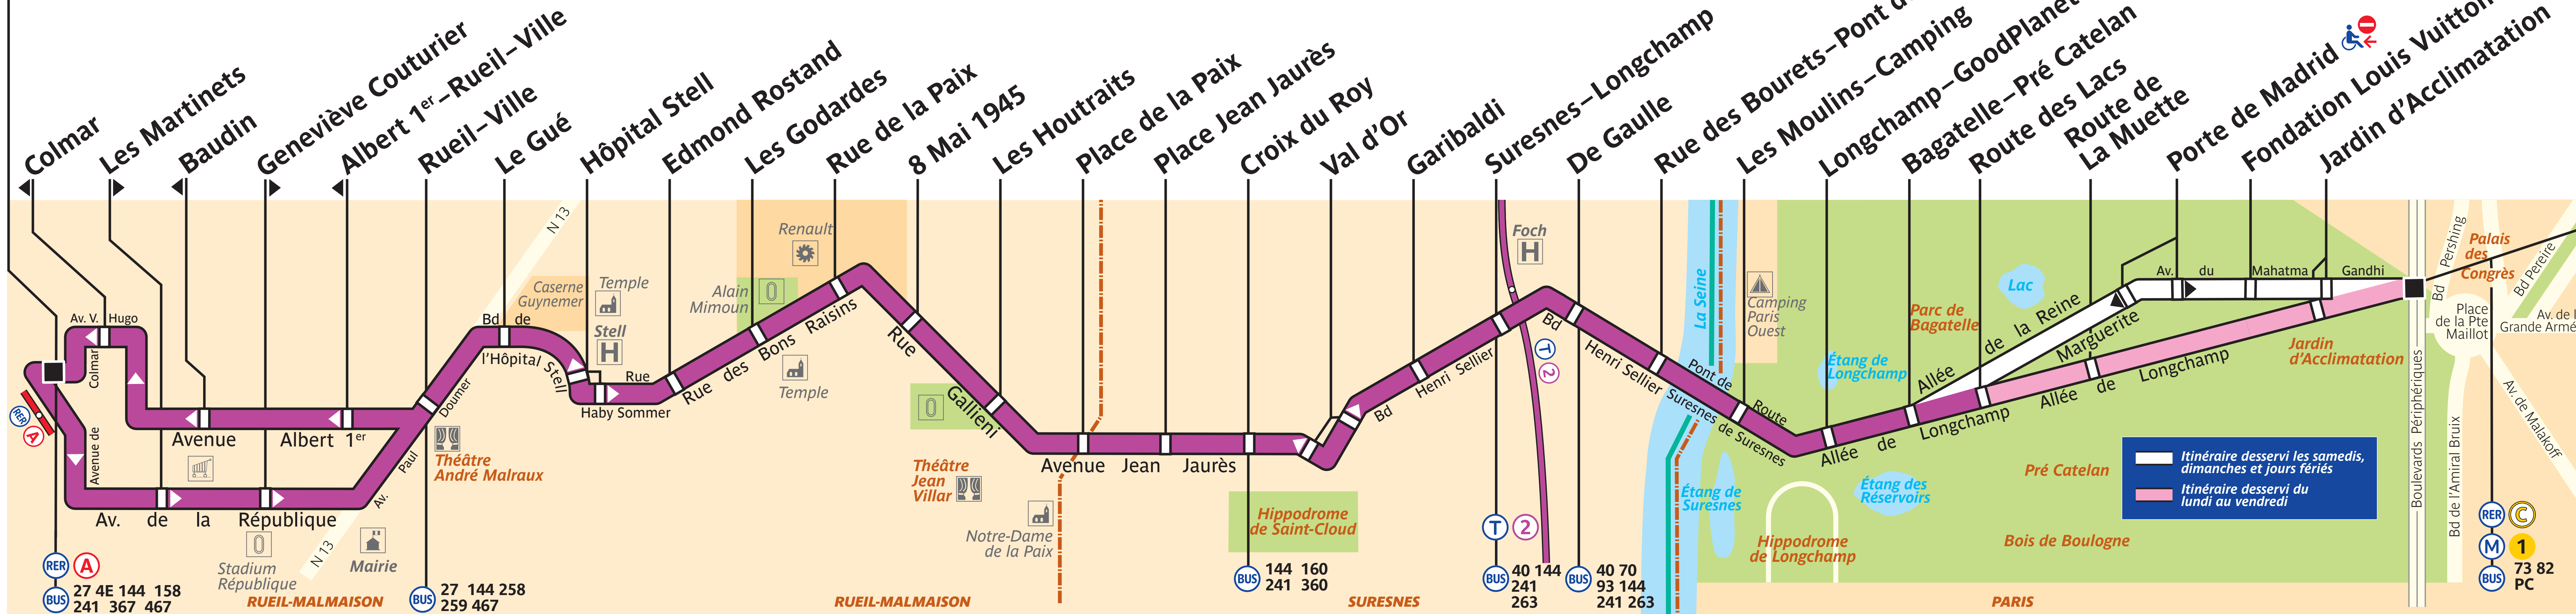 Colmar
Les Martinets
Baudin
Geneviève Couturier
Albert 1er–Rueil–Ville
Rueil–Ville
Le Gué
Hôpital Stell
Edmond Rostand
Les Godardes
Rue de la Paix
8 Mai 1945
Les Houtraits
Place de la Paix
Place Jean Jaurès
Croix du Roy
Val d'Or
Garibaldi
Suresnes–Longchamp
De Gaulle
Rue des Bourets–Pont
Les Moulins–Camping
Longchamp–GoodPlanet
Bagatelle–Pré Catelan
Route des Lacs
Route de
La Muette
Porte de Madrid
Fondation Louis Vuitton
Jardin d'Acclimatation
Av. V. Hugo
Colmar
Avenue de
Avenue Albert 1er
Av. de la République
Av. Paul Doumer
RER A
N 13
N 13
Bd de
l'Hôpital Stell
Caserne
Guynemer
Temple
Stell
H
Rue
Haby Sommer
Théâtre
André Malraux
Stadium
République
Mairie
RER A
BUS 27 4E 144 158
241 367 467
RUEIL-MALMAISON
BUS 27 144 258
259 467
Renault
Alain
Mimoun
Rue des Bons Raisins
Temple
Rue Gallieni
Théâtre
Jean
Villar
Notre-Dame
de la Paix
RUEIL-MALMAISON
Avenue Jean Jaurès
Hippodrome
de Saint-Cloud
BUS 144 160
241 360
SURESNES
Bd Henri Sellier
Foch
H
T 2
T 2
BUS 40 144
241
263
BUS 40 70
93 144
241 263
Bd Henri Sellier
La Seine
Pont de
Suresnes
Camping
Paris
Ouest
Route
de Suresnes
Étang de
Suresnes
Étang de
Longchamp
Hippodrome
de Longchamp
Étang des
Réservoirs
Allée de Longchamp
Parc de
Bagatelle
Lac
Allée de la Reine
Marguerite
Allée de Longchamp
Pré Catelan
Bois de Boulogne
PARIS
Av. du Mahatma Gandhi
Jardin
d'Acclimatation
Itinéraire desservi les samedis,
dimanches et jours fériés
Itinéraire desservi du
lundi au vendredi
Boulevards Périphériques
Bd de l'Amiral Bruix
Bd Pershing
Palais
des
Congrès
Bd Pereire
Place
de la Pte
Maillot
Av. de
Grande
Av. de Malakoff
RER C
M 1
BUS 73 82
PC